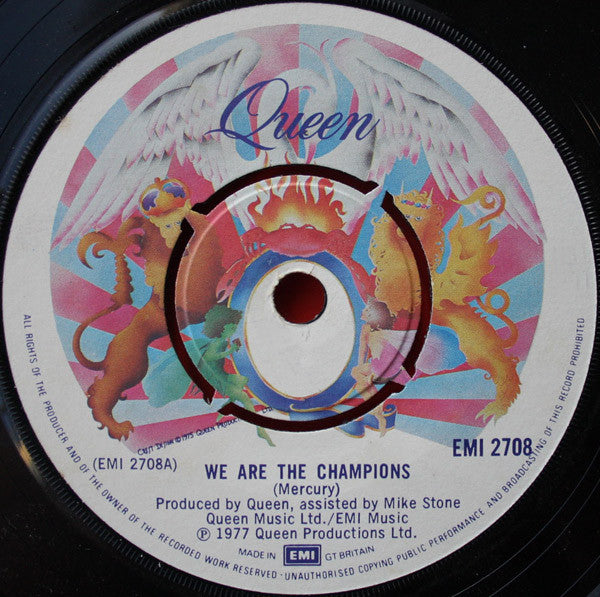 Queen
© 1975 QUEEN
EMI 2708
(EMI 2708A)
WE ARE THE CHAMPIONS
(Mercury)
Produced by Queen, assisted by Mike Stone
Queen Music Ltd./EMI Music
Ⓟ 1977 Queen Productions Ltd.
MADE IN EMI GT BRITAIN
ALL RIGHTS OF THE PRODUCER AND OF THE OWNER OF THE RECORDED WORK RESERVED · UNAUTHORISED COPYING PUBLIC PERFORMANCE AND BROADCASTING OF THIS RECORD PROHIBITED